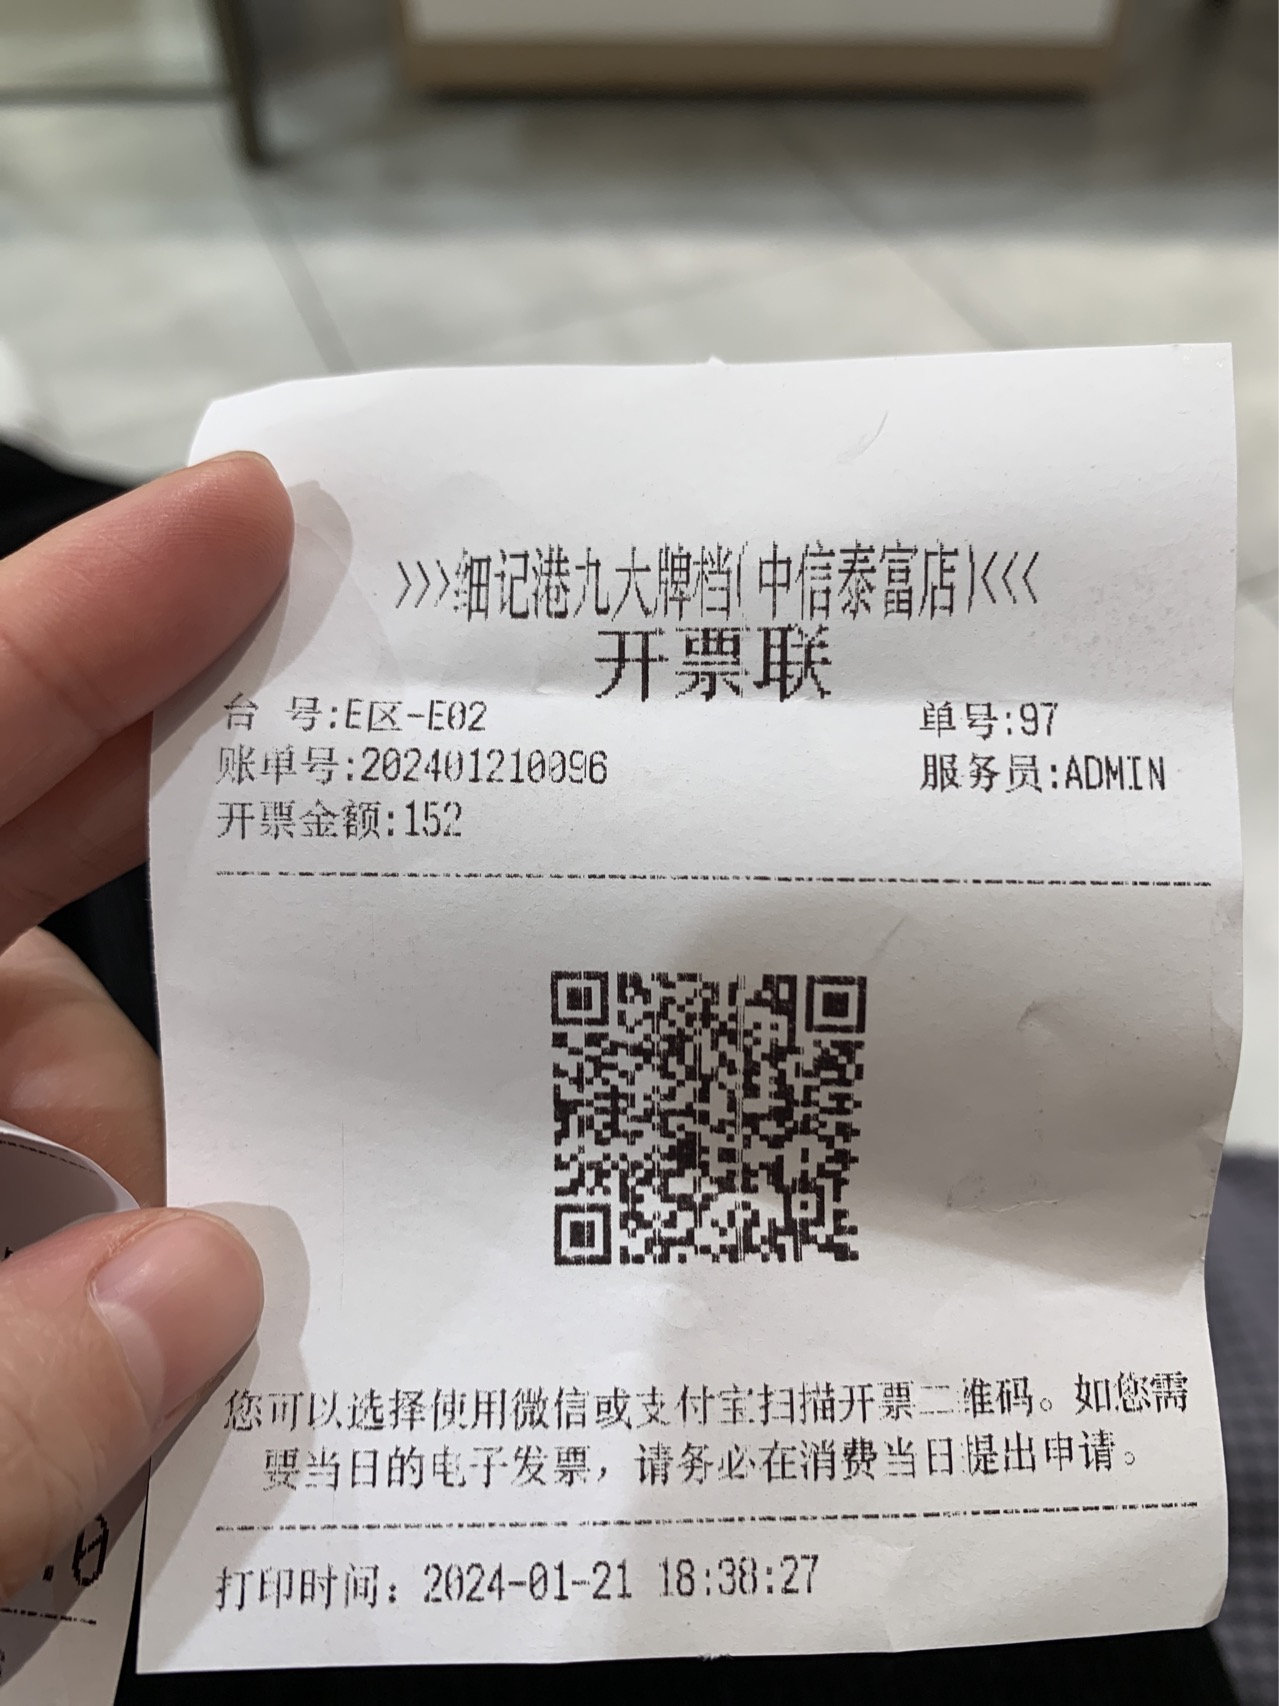 >>>细记港九大牌档(中信泰富店)<<<
开票联
台 号:E区-E02 单号:97
账单号:202401210096 服务员:ADMIN
开票金额:152
您可以选择使用微信或支付宝扫描开票二维码。如您需
要当日的电子发票，请务必在消费当日提出申请。
打印时间：2024-01-21 18:38:27